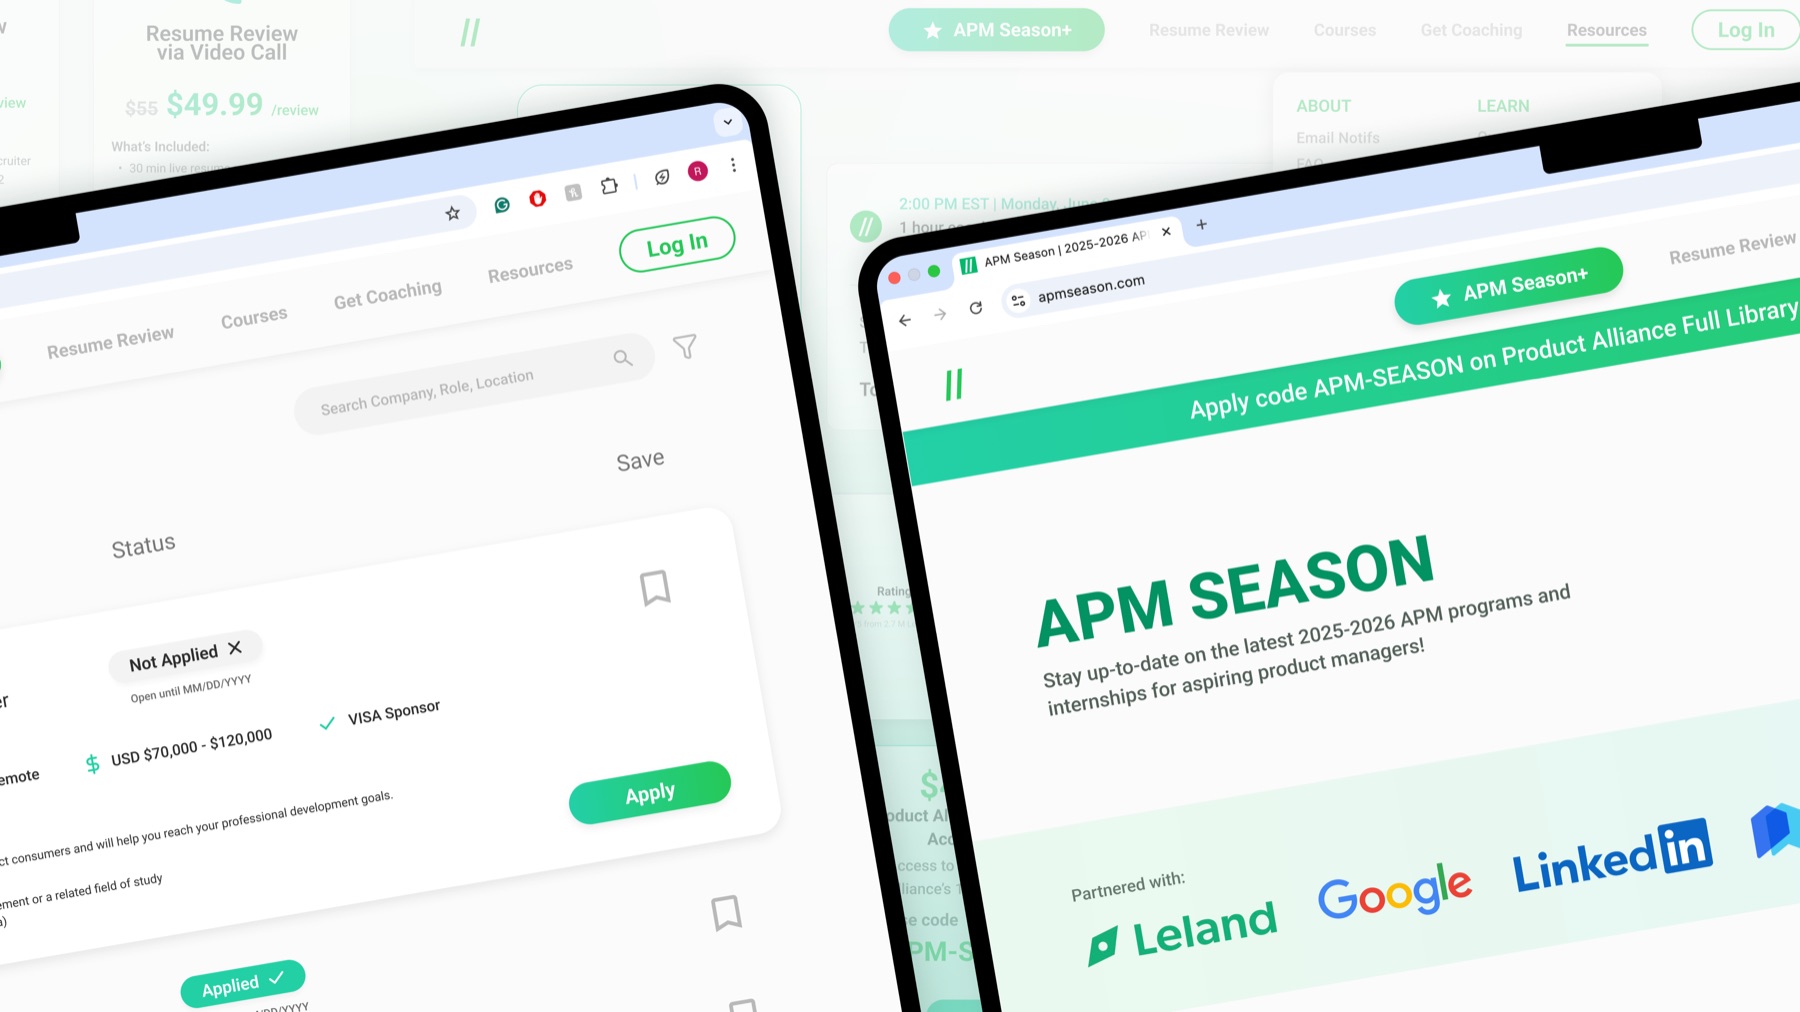 Resume Review
via Video Call
$55 $49.99 /review
What's Included:
APM Season+
Resume Review
Courses
Get Coaching
Resources
Log In
ABOUT
LEARN
Email Notifs
2:00 PM EST | Monday,
1 hour
R
Resume Review
Courses
Get Coaching
Resources
Log In
Search Company, Role, Location
Status
Save
Not Applied
Open until MM/DD/YYYY
USD $70,000 - $120,000
VISA Sponsor
Apply
consumers and will help you reach your professional development goals.
or a related field of study
Applied
APM Season | 2025-2026 AP
apmseason.com
APM Season+
Resume Review
Apply code APM-SEASON on Product Alliance Full Library
APM SEASON
Stay up-to-date on the latest 2025-2026 APM programs and
internships for aspiring product managers!
Partnered with:
Leland
Google
LinkedIn
Rating